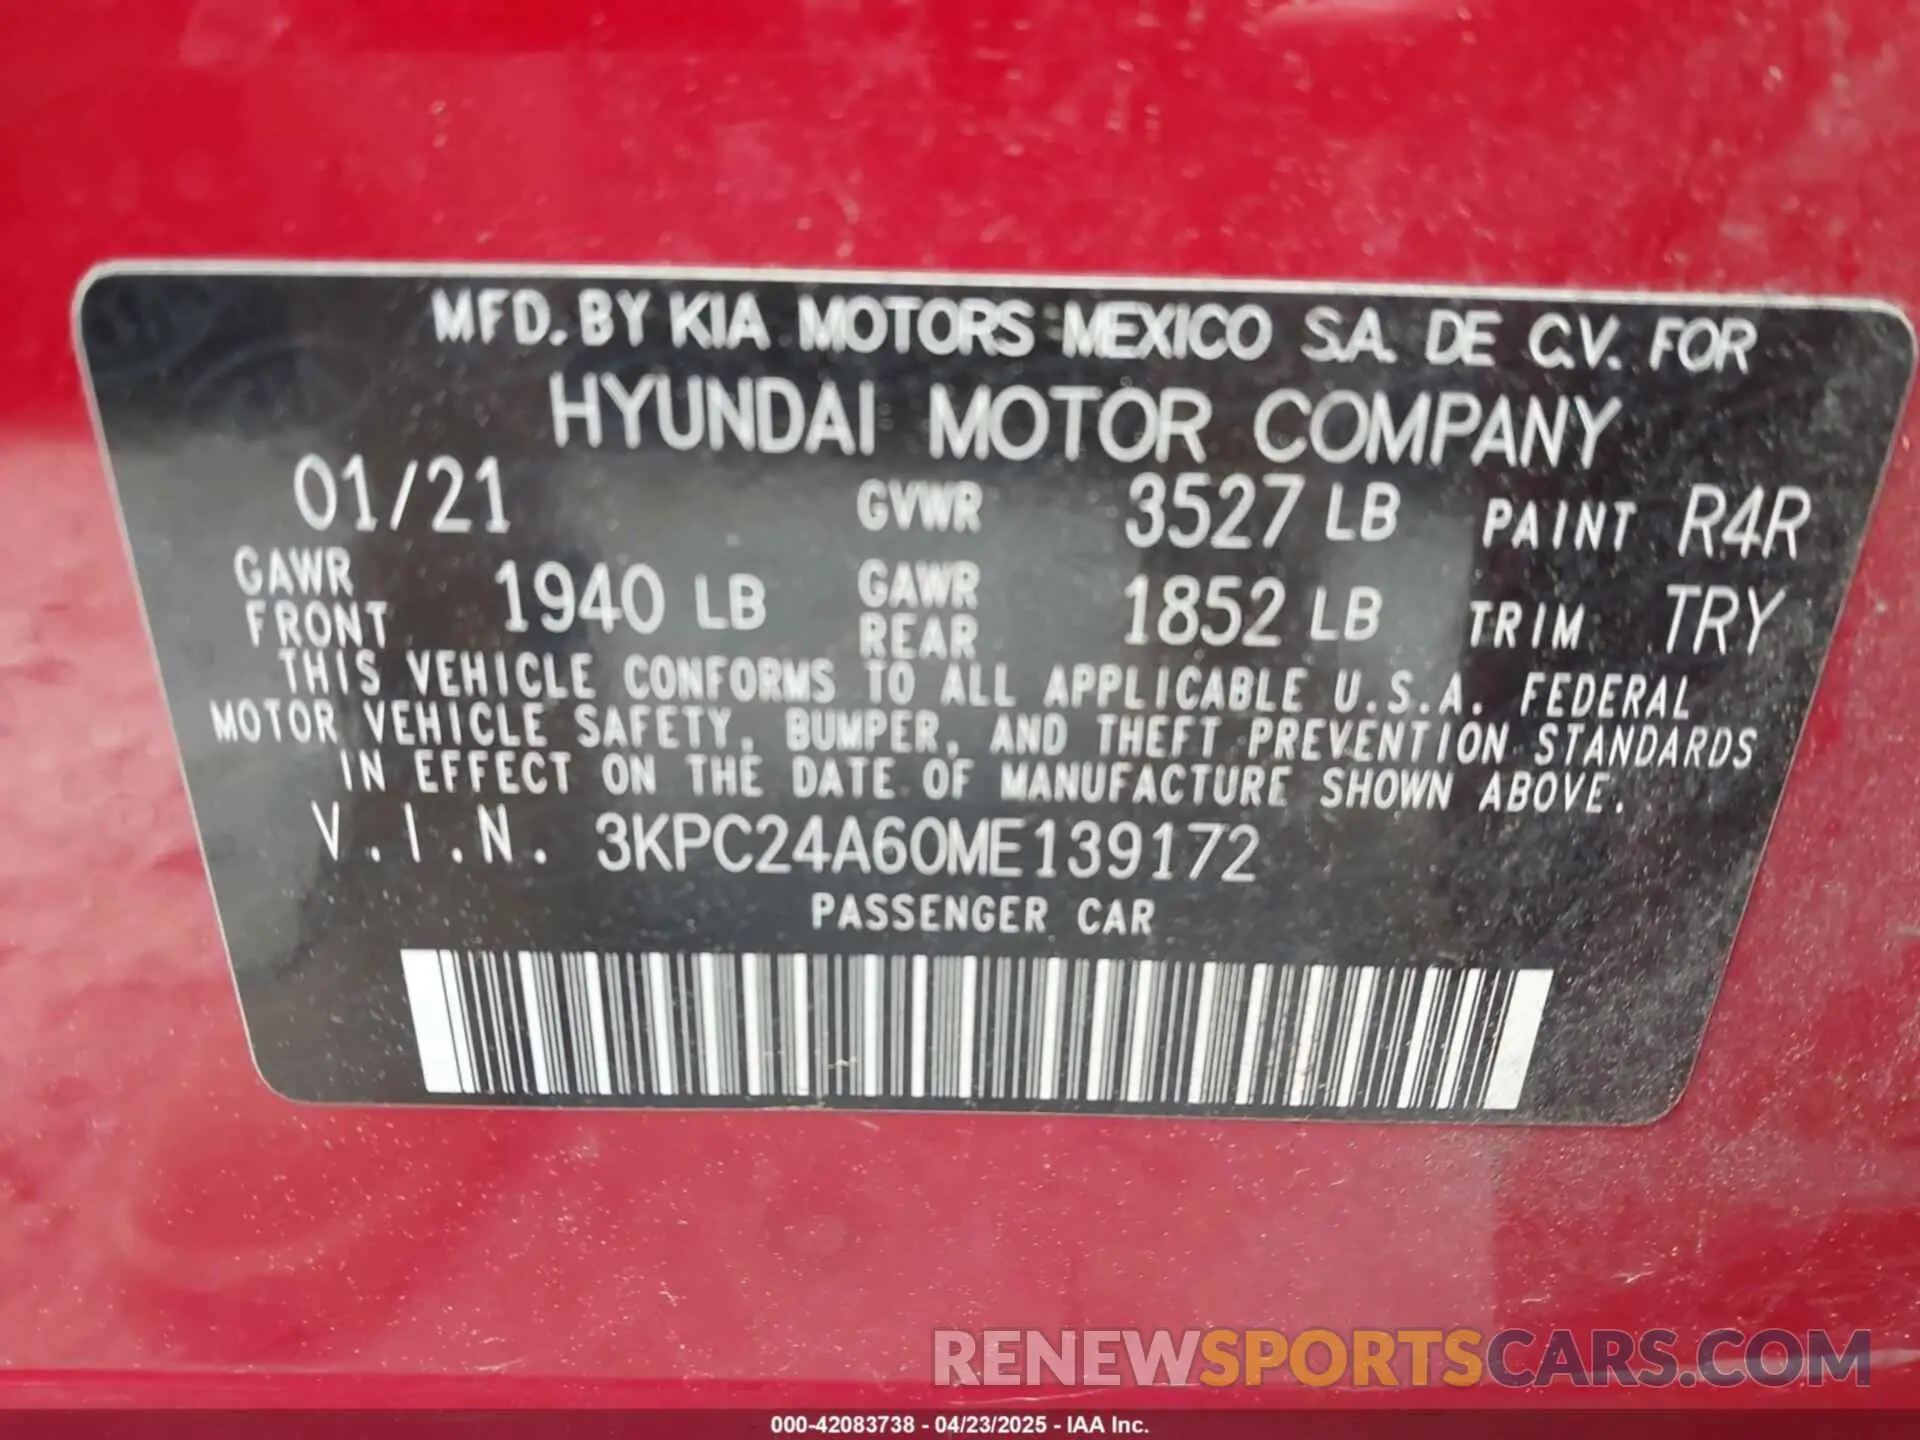 MFD. BY KIA MOTORS MEXICO S.A. DE C.V. FOR
HYUNDAI MOTOR COMPANY
01/21 GVWR 3527 LB PAINT R4R
GAWR FRONT 1940 LB GAWR REAR 1852 LB TRIM TRY
THIS VEHICLE CONFORMS TO ALL APPLICABLE U.S.A. FEDERAL
MOTOR VEHICLE SAFETY, BUMPER, AND THEFT PREVENTION STANDARDS
IN EFFECT ON THE DATE OF MANUFACTURE SHOWN ABOVE.
V.I.N. 3KPC24A60ME139172
PASSENGER CAR
RENEWSPORTSCARS.COM
000-42083738 - 04/23/2025 - IAA Inc.